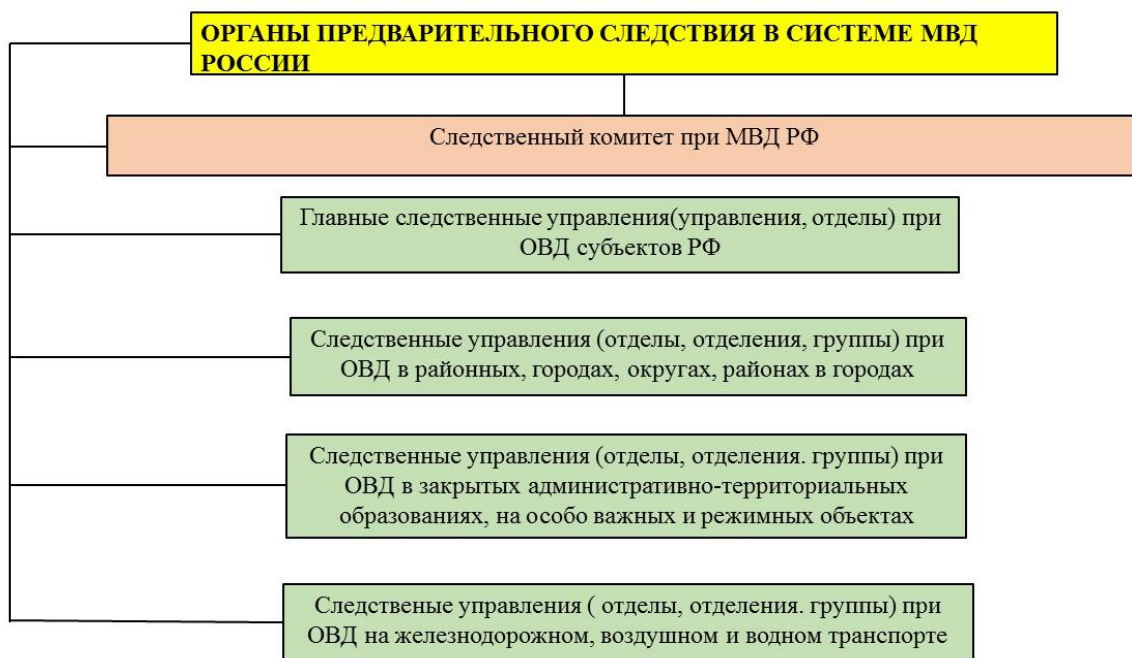 ОРГАНЫ ПРЕДВАРИТЕЛЬНОГО СЛЕДСТВИЯ В СИСТЕМЕ МВД
РОССИИ
Следственный комитет при МВД РФ
Главные следственные управления(управления, отделы) при
ОВД субъектов РФ
Следственные управления (отделы, отделения, группы) при
ОВД в районных, городах, округах, районах в городах
Следственные управления (отделы, отделения. группы) при
ОВД в закрытых административно-территориальных
образованиях, на особо важных и режимных объектах
Следственые управления ( отделы, отделения. группы) при
ОВД на железнодорожном, воздушном и водном транспорте